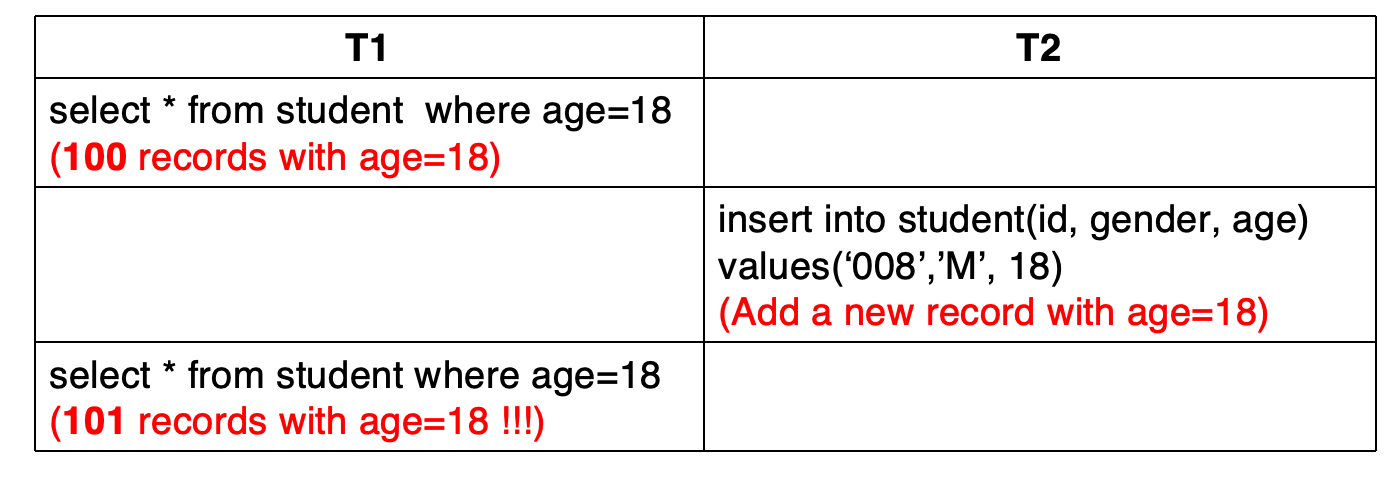 T1 T2
select * from student  where age=18
(100 records with age=18)
insert into student(id, gender, age)
values(‘008’,’M’, 18)
(Add a new record with age=18)
select * from student where age=18
(101 records with age=18 !!!)